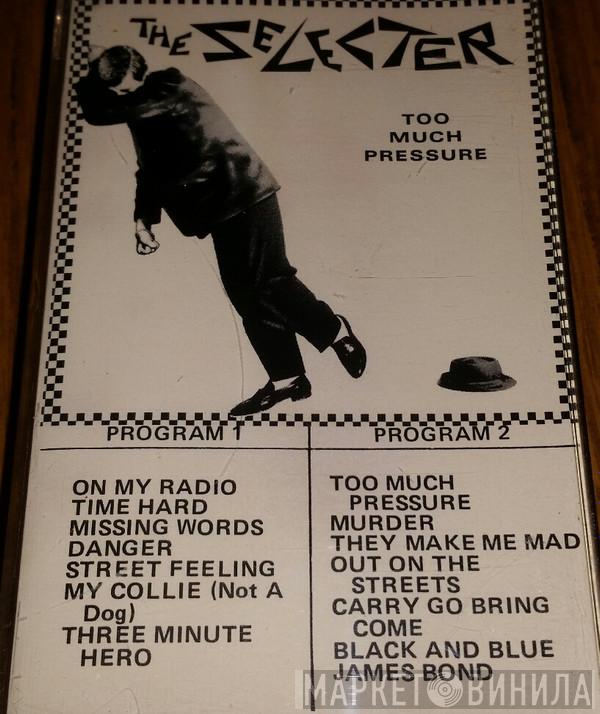 THE SELECTER
TOO
MUCH
PRESSURE
PROGRAM 1
ON MY RADIO
TIME HARD
MISSING WORDS
DANGER
STREET FEELING
MY COLLIE (Not A
Dog)
THREE MINUTE
HERO
PROGRAM 2
TOO MUCH
PRESSURE
MURDER
THEY MAKE ME MAD
OUT ON THE
STREETS
CARRY GO BRING
COME
BLACK AND BLUE
JAMES BOND
МАРКЕТ ВИНИЛА